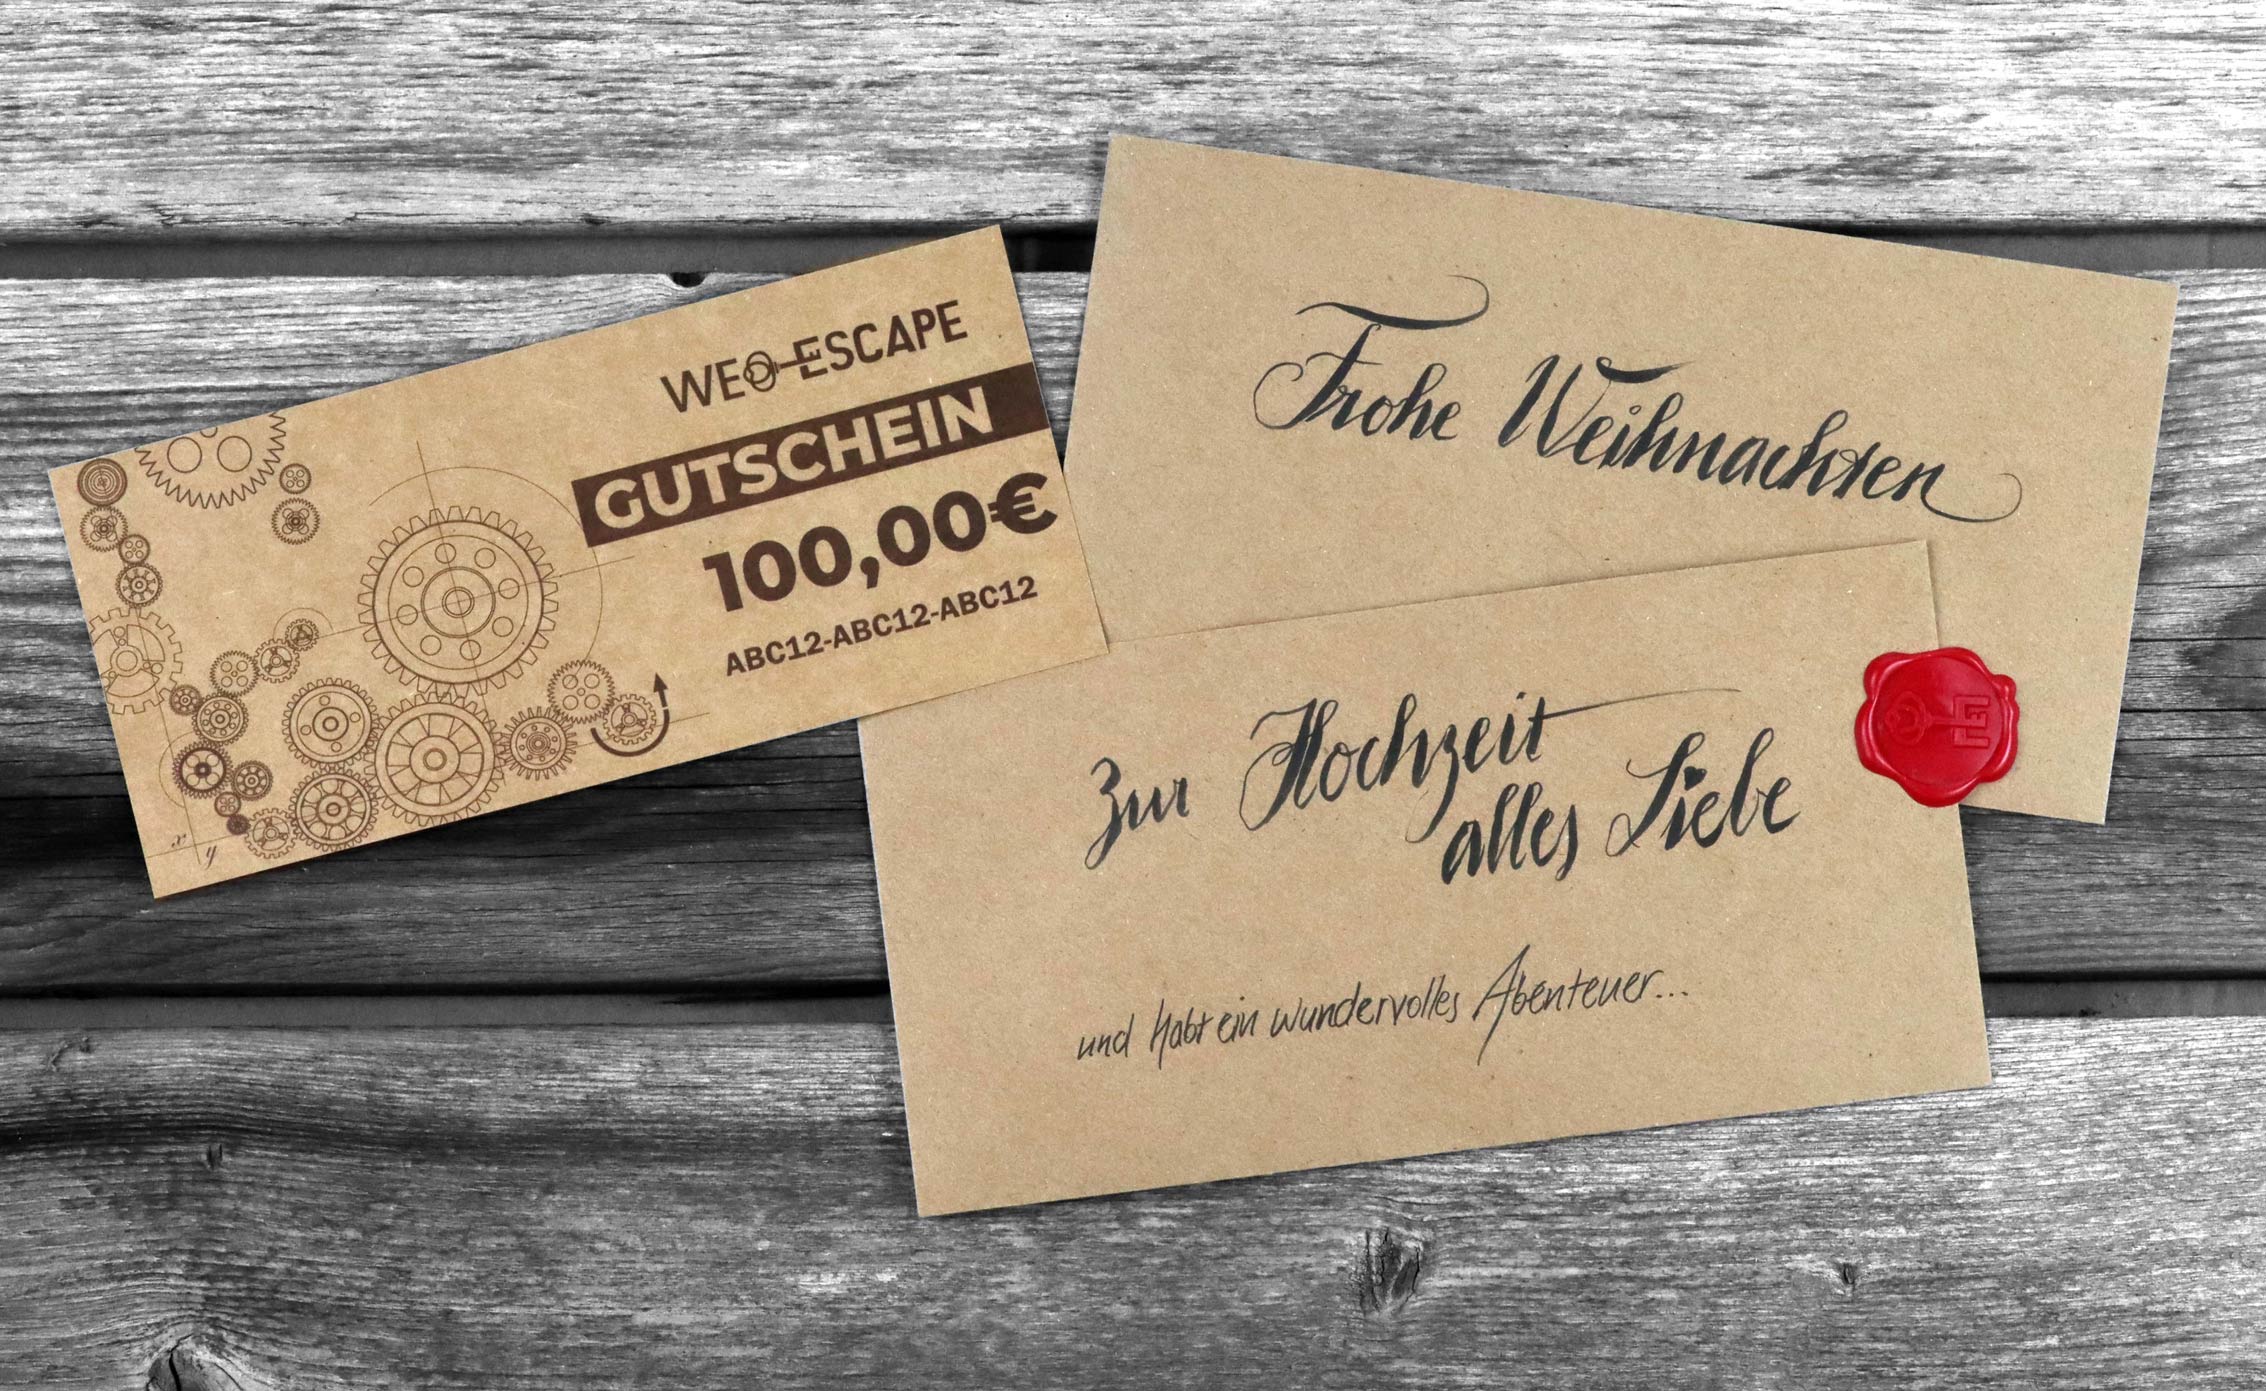 WE ESCAPE
GUTSCHEIN
100,00€
ABC12-ABC12-ABC12
x
y
Frohe Weihnachten
Zur Hochzeit
alles Liebe
und habt ein wundervolles Abenteuer...